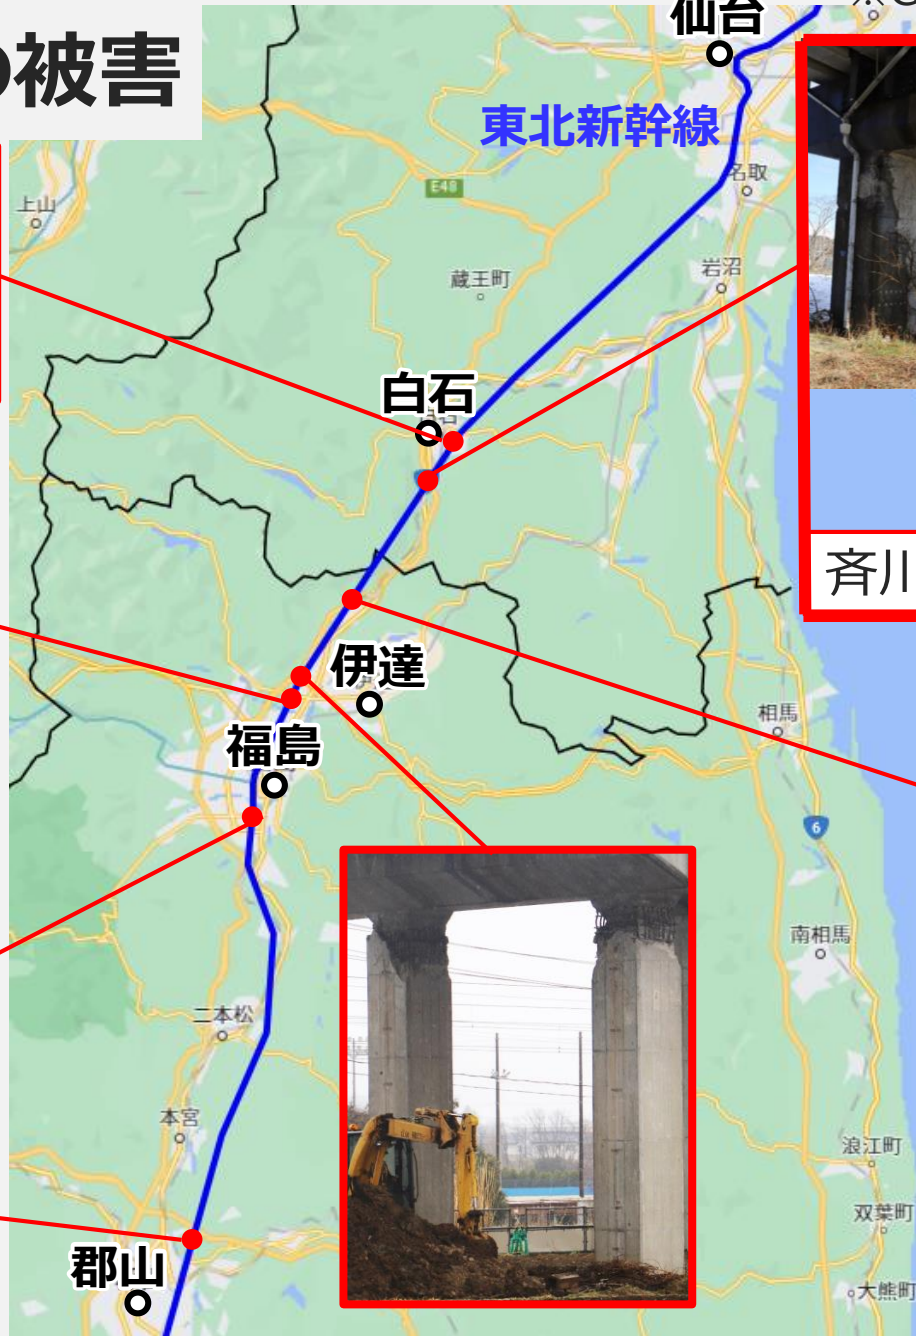 仙台
の被害
東北新幹線
名取
E48
上山
岩沼
蔵王町
白石
斉川
伊達
相馬
福島
6
南相馬
二本松
本宮
浪江町
双葉町
郡山
大熊町